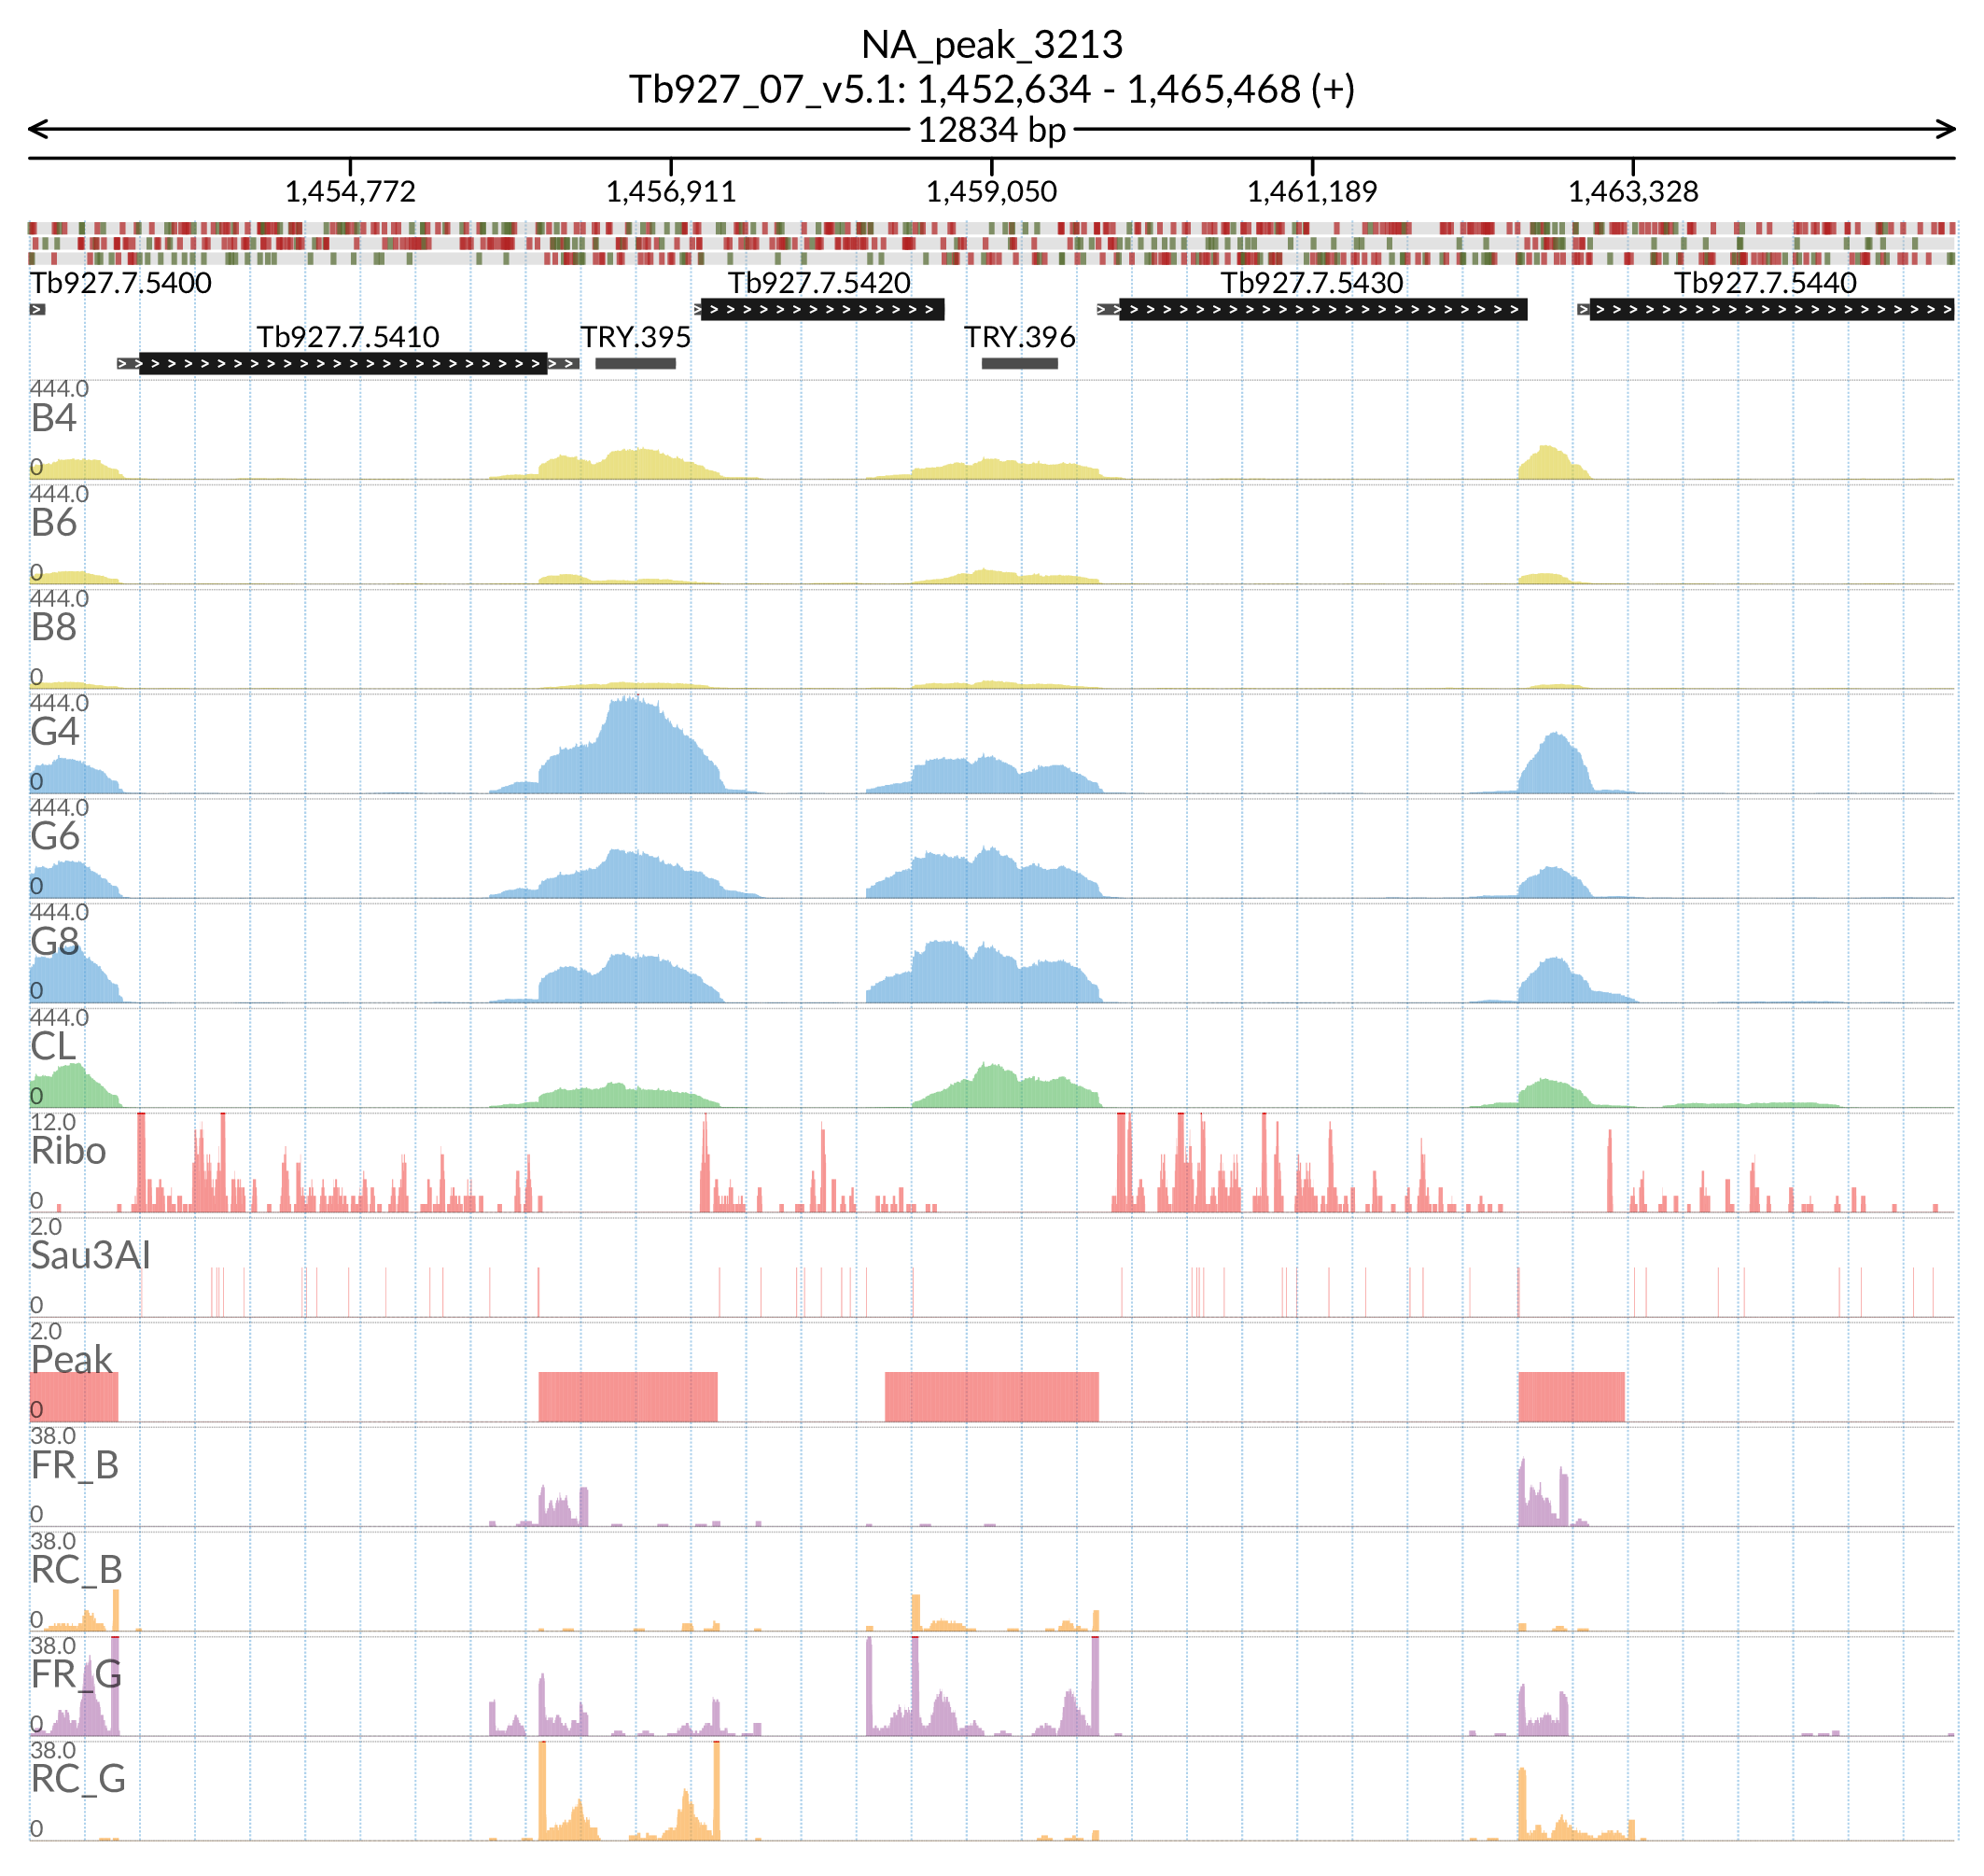 NA_peak_3213
Tb927_07_v5.1: 1,452,634 - 1,465,468 (+)
12834 bp
1,454,772 1,456,911 1,459,050 1,461,189 1,463,328
Tb927.7.5400 Tb927.7.5420 Tb927.7.5430 Tb927.7.5440
Tb927.7.5410 TRY.395 TRY.396
444.0
B4
0
444.0
B6
0
444.0
B8
0
444.0
G4
0
444.0
G6
0
444.0
G8
0
444.0
CL
0
12.0
Ribo
0
2.0
Sau3AI
0
2.0
Peak
0
38.0
FR_B
0
38.0
RC_B
0
38.0
FR_G
0
38.0
RC_G
0